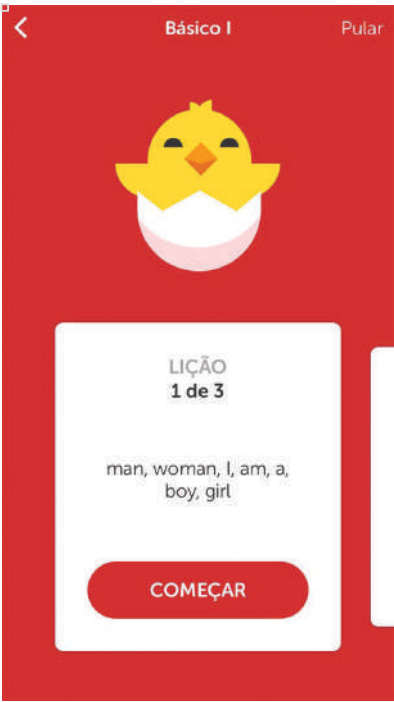 Básico I
Pular
LIÇÃO
1 de 3
man, woman, I, am, a,
boy, girl
COMEÇAR